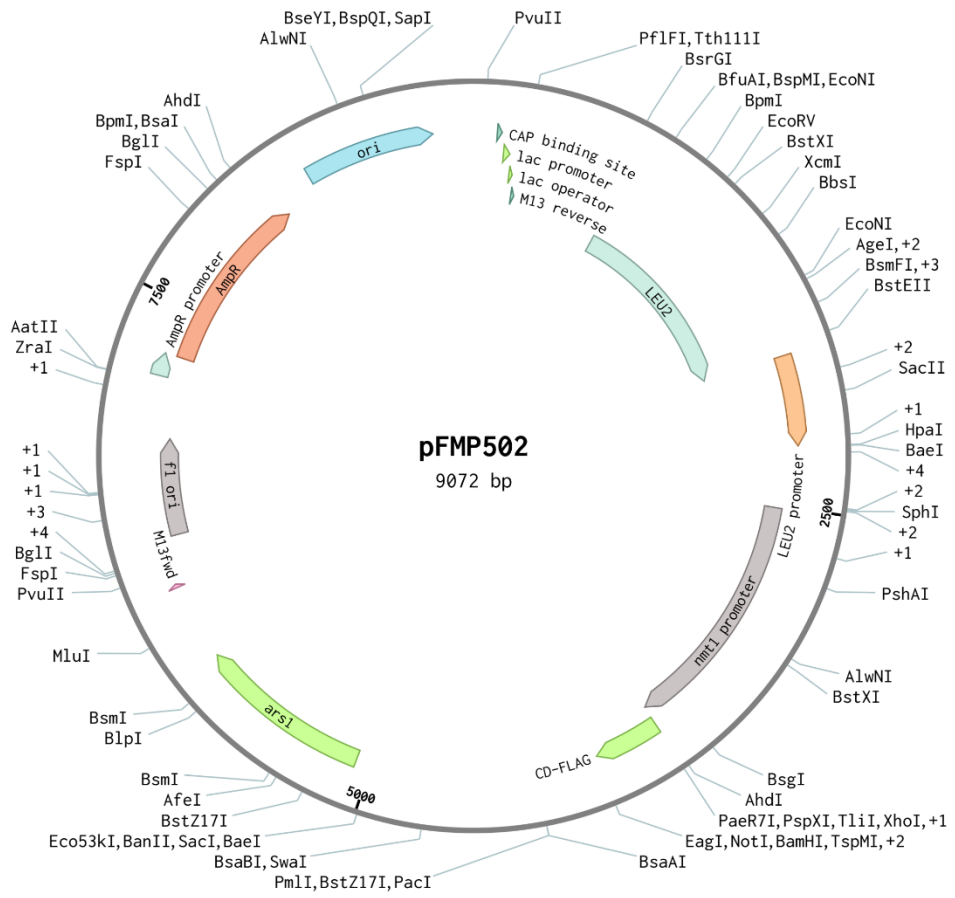 BseYI,BspQI,SapI
PvuII
AlwNI
PflFI,Tth111I
BsrGI
BfuAI,BspMI,EcoNI
AhdI
BpmI
BpmI,BsaI
EcoRV
BglI
BstXI
FspI
XcmI
BbsI
ori
CAP binding site
lac promoter
lac operator
M13 reverse
EcoNI
AgeI,+2
BsmFI,+3
BstEII
AmpR promoter
AmpR
LEU2
7500
AatII
ZraI
+1
+2
SacII
+1
HpaI
BaeI
+4
+2
SphI
+2
+1
PshAI
pFMP502
9072 bp
+1
+1
+1
+3
+4
BglI
FspI
PvuII
f1 ori
M13fwd
LEU2 promoter
2500
nmt1 promoter
MluI
AlwNI
BstXI
BsmI
BlpI
ars1
CD-FLAG
BsmI
AfeI
BstZ17I
5000
BsgI
AhdI
PaeR7I,PspXI,TliI,XhoI,+1
Eco53kI,BanII,SacI,BaeI
EagI,NotI,BamHI,TspMI,+2
BsaBI,SwaI
BsaAI
PmlI,BstZ17I,PacI